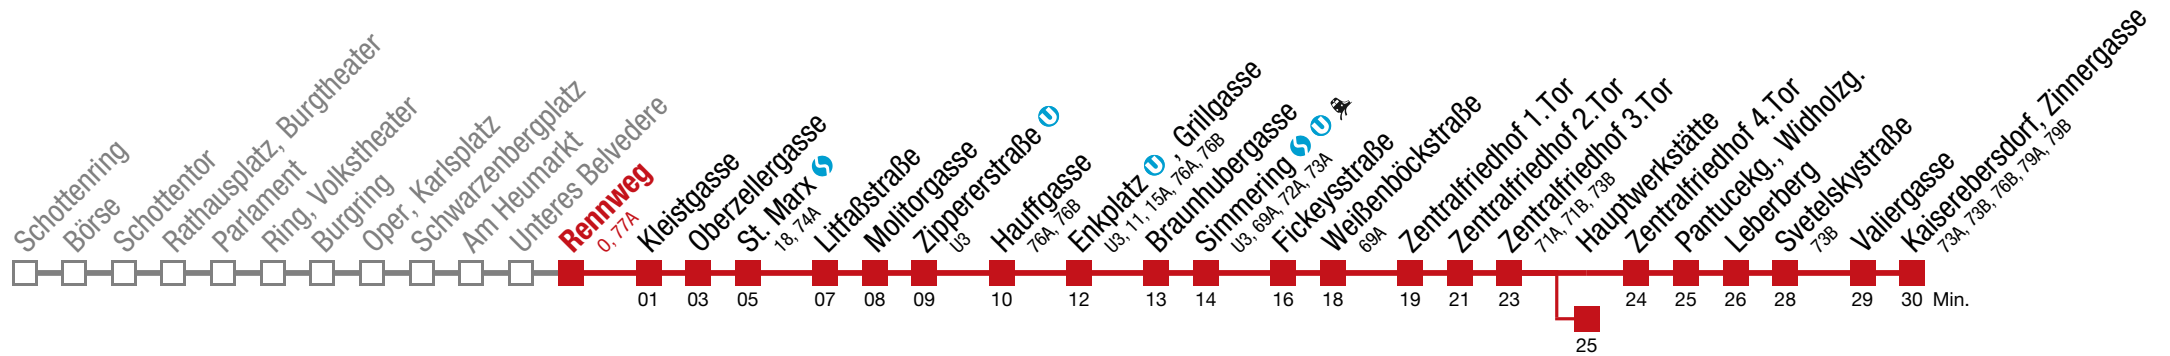 Schottenring
Börse
Schottentor
Rathausplatz, Burgtheater
Parlament
Ring, Volkstheater
Burgring
Oper, Karlsplatz
Schwarzenbergplatz
Am Heumarkt
Unteres Belvedere
Rennweg
0, 77A
Kleistgasse
Oberzellergasse
St. Marx
18, 74A
Litfaßstraße
Molitorgasse
Zippererstraße U
U3
Hauffgasse
76A, 76B
Enkplatz U, Grillgasse
U3, 11, 15A, 76A, 76B
Braunhubergasse
Simmering S U
U3, 69A, 72A, 73A
Fickeysstraße
Weißenböckstraße
69A
Zentralfriedhof 1.Tor
Zentralfriedhof 2.Tor
Zentralfriedhof 3.Tor
71A, 71B, 73B
Hauptwerkstätte
Zentralfriedhof 4.Tor
Pantucekg., Widholzg.
Leberberg
Svetelskystraße
73B
Valiergasse
Kaiserebersdorf, Zinnergasse
73A, 73B, 76B, 79A, 79B
01 03 05 07 08 09 10 12 13 14 16 18 19 21 23 24 25 26 28 29 30 Min.
25